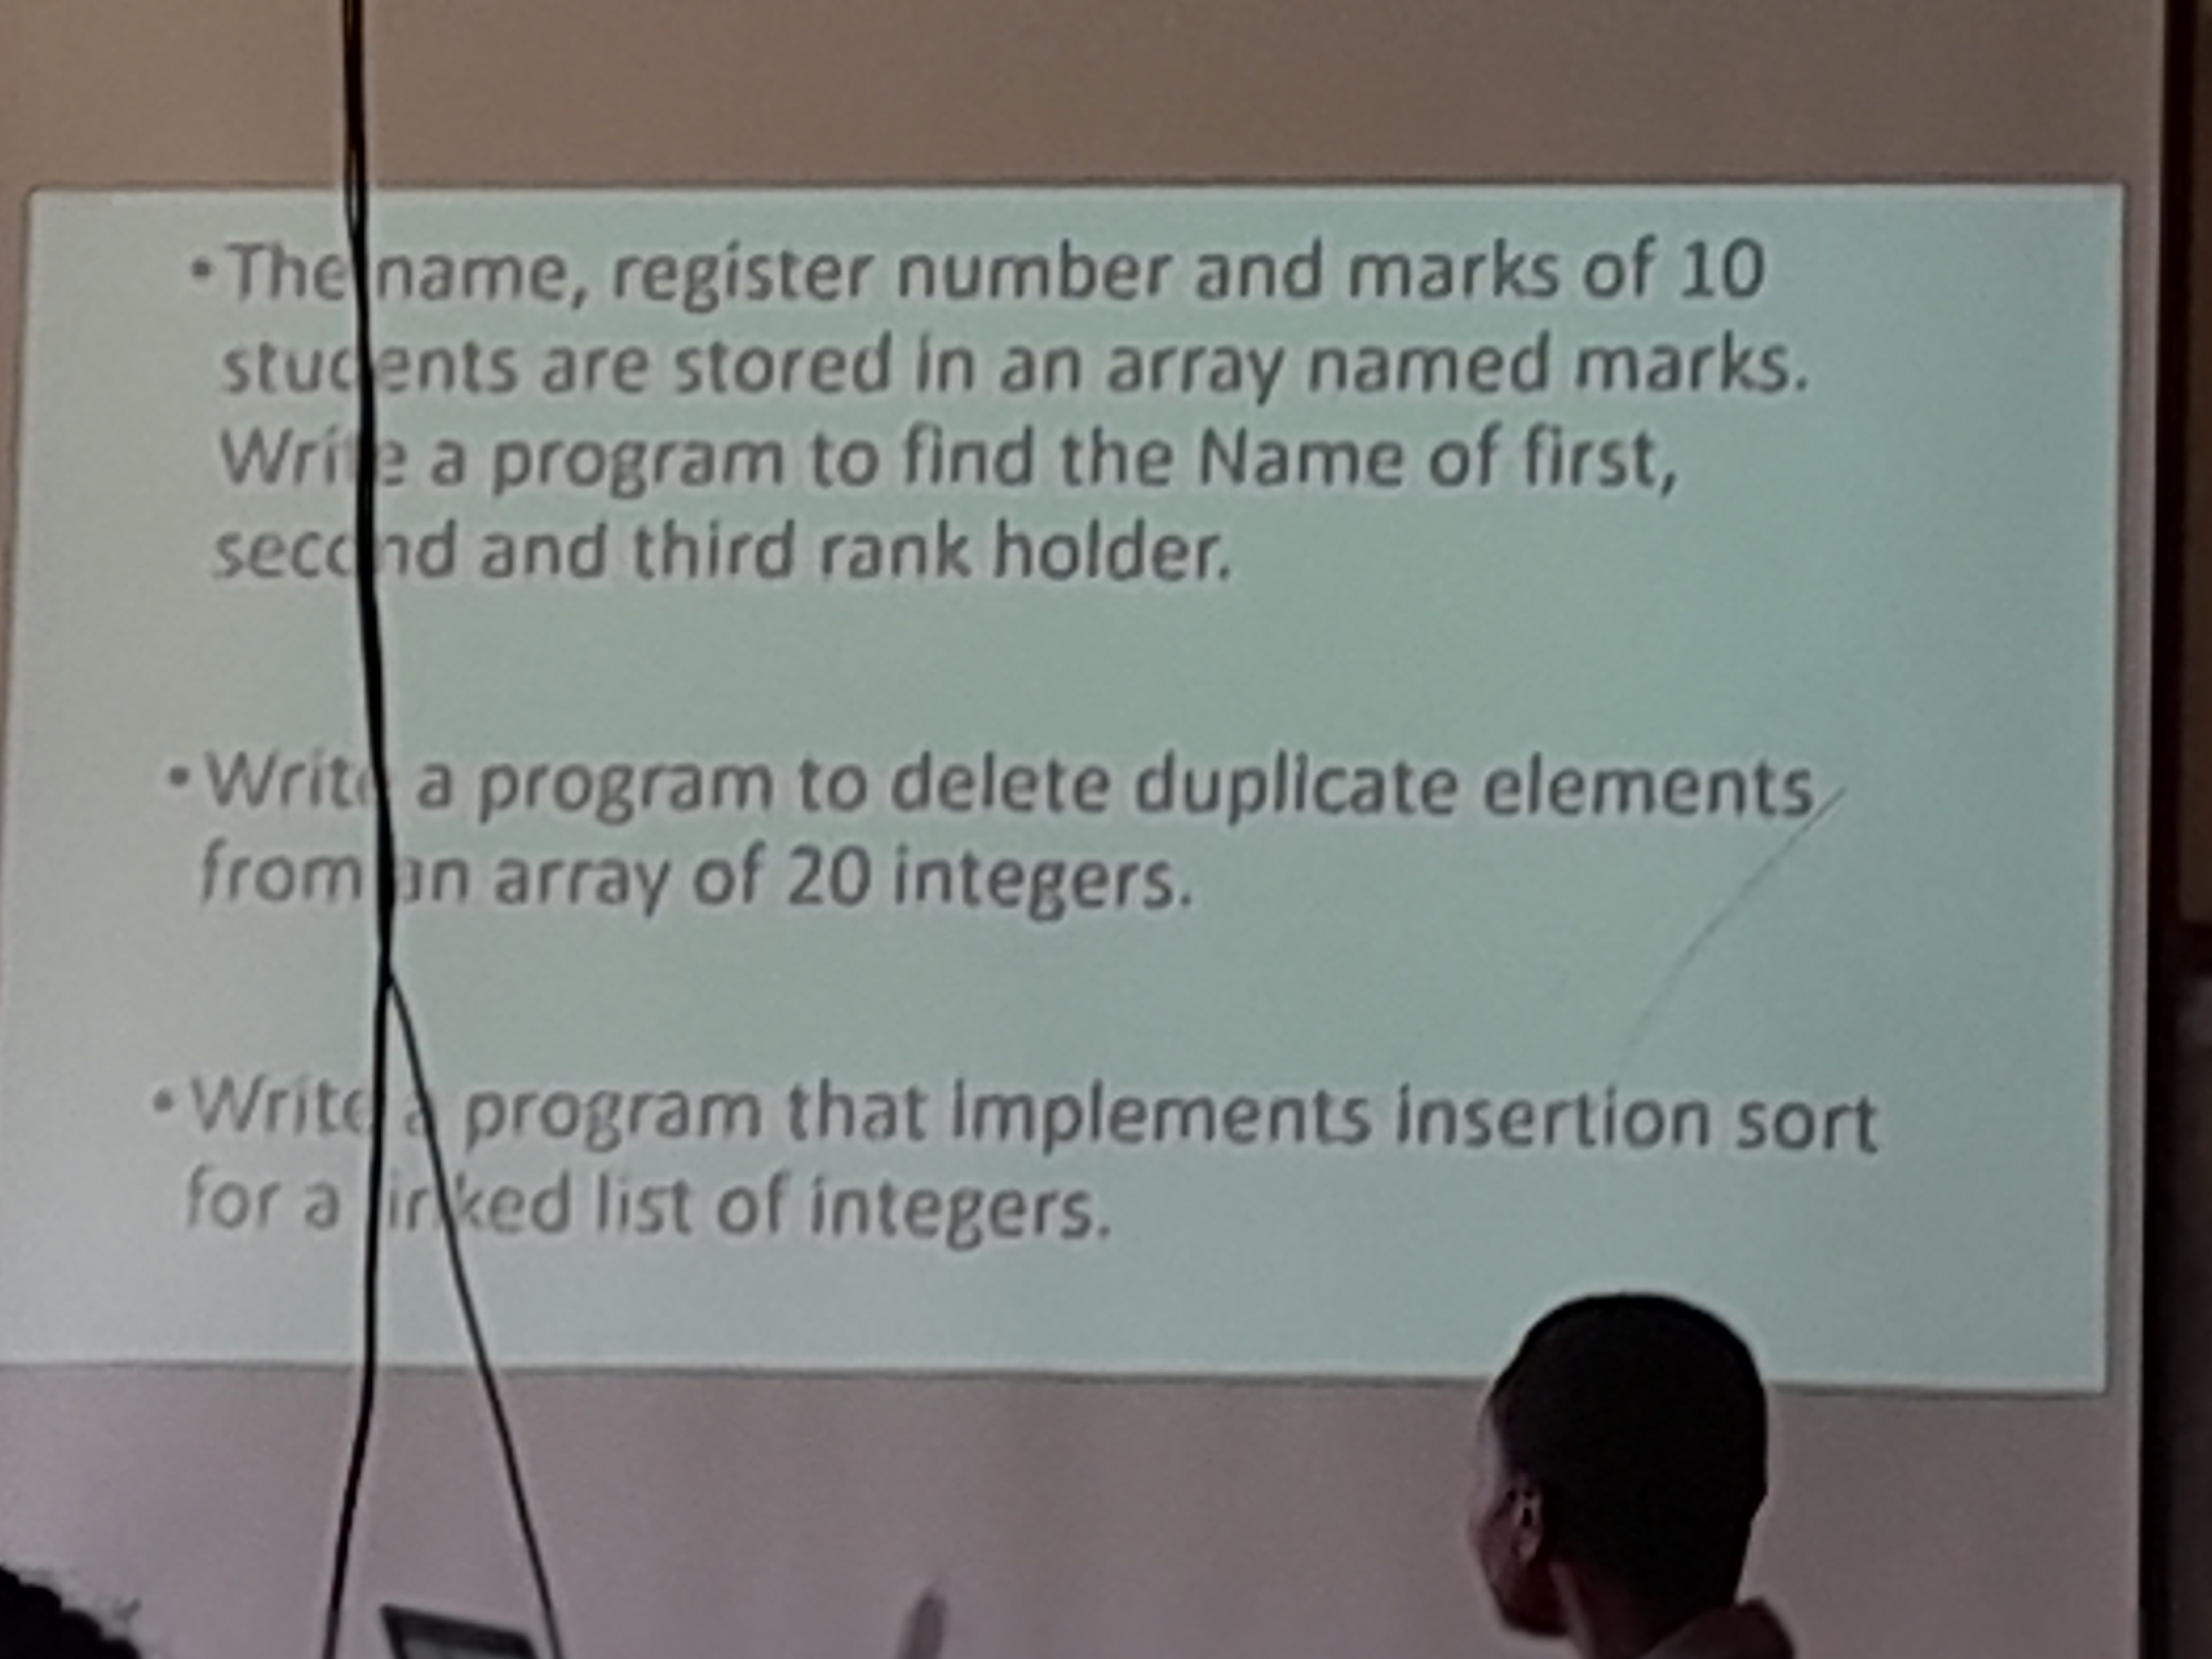 • The name, register number and marks of 10
students are stored in an array named marks.
Write a program to find the Name of first,
second and third rank holder.
• Write a program to delete duplicate elements
from an array of 20 integers.
• Write a program that implements insertion sort
for a linked list of integers.